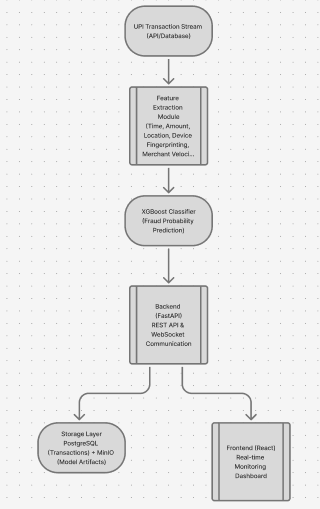 UPI Transaction Stream
(API/Database)
Feature
Extraction
Module
(Time, Amount,
Location, Device
Fingerprinting,
Merchant Veloci...
XGBoost Classifier
(Fraud Probability
Prediction)
Backend
(FastAPI)
REST API &
WebSocket
Communication
Storage Layer
PostgreSQL
(Transactions) + MinIO
(Model Artifacts)
Frontend (React)
Real-time
Monitoring
Dashboard